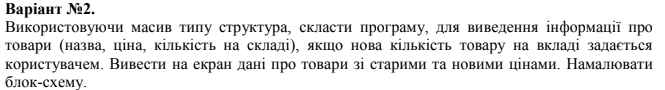 Варіант №2.
Використовуючи масив типу структура, скласти програму, для виведення інформації про
товари (назва, ціна, кількість на складі), якщо нова кількість товару на вкладі задається
користувачем. Вивести на екран дані про товари зі старими та новими цінами. Намалювати
блок-схему.